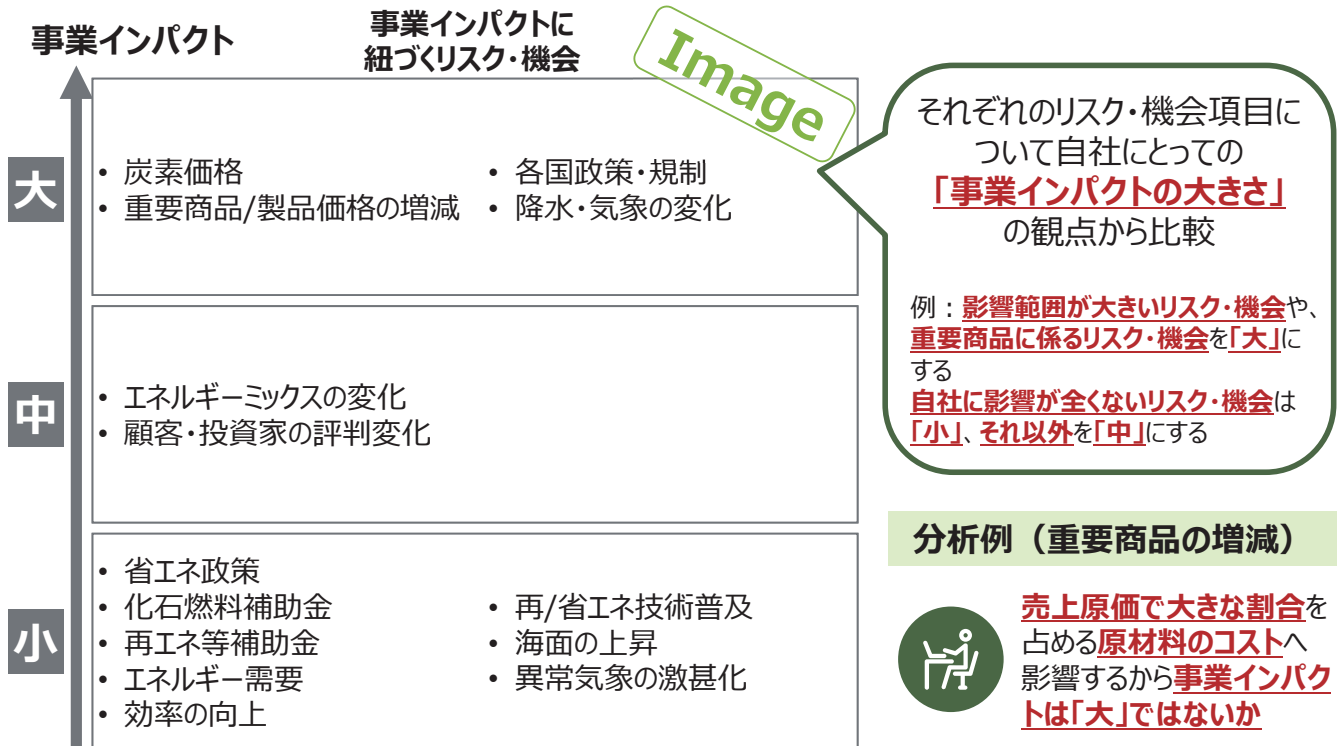 事業インパクト
事業インパクトに
紐づくリスク・機会
Image
大
• 炭素価格
• 重要商品/製品価格の増減
• 各国政策・規制
• 降水・気象の変化
中
• エネルギーミックスの変化
• 顧客・投資家の評判変化
小
• 省エネ政策
• 化石燃料補助金
• 再エネ等補助金
• エネルギー需要
• 効率の向上
• 再/省エネ技術普及
• 海面の上昇
• 異常気象の激甚化
それぞれのリスク・機会項目に
ついて自社にとっての
「事業インパクトの大きさ」
の観点から比較
例：影響範囲が大きいリスク・機会や、
重要商品に係るリスク・機会を「大」に
する
自社に影響が全くないリスク・機会は
「小」、それ以外を「中」にする
分析例（重要商品の増減）
売上原価で大きな割合を
占める原材料のコストへ
影響するから事業インパク
トは「大」ではないか